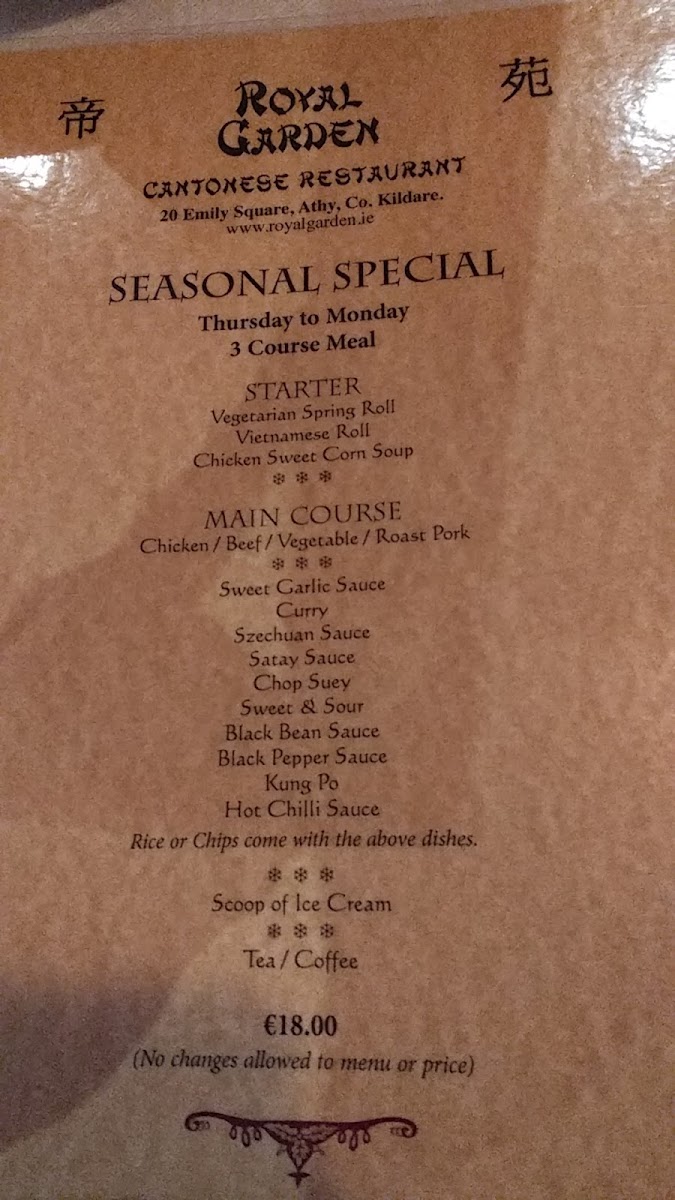 帝 苑
ROYAL
GARDEN
CANTONESE RESTAURANT
20 Emily Square, Athy, Co. Kildare.
www.royalgarden.ie
SEASONAL SPECIAL
Thursday to Monday
3 Course Meal
STARTER
Vegetarian Spring Roll
Vietnamese Roll
Chicken Sweet Corn Soup
MAIN COURSE
Chicken / Beef / Vegetable / Roast Pork
Sweet Garlic Sauce
Curry
Szechuan Sauce
Satay Sauce
Chop Suey
Sweet & Sour
Black Bean Sauce
Black Pepper Sauce
Kung Po
Hot Chilli Sauce
Rice or Chips come with the above dishes.
Scoop of Ice Cream
Tea / Coffee
€18.00
(No changes allowed to menu or price)